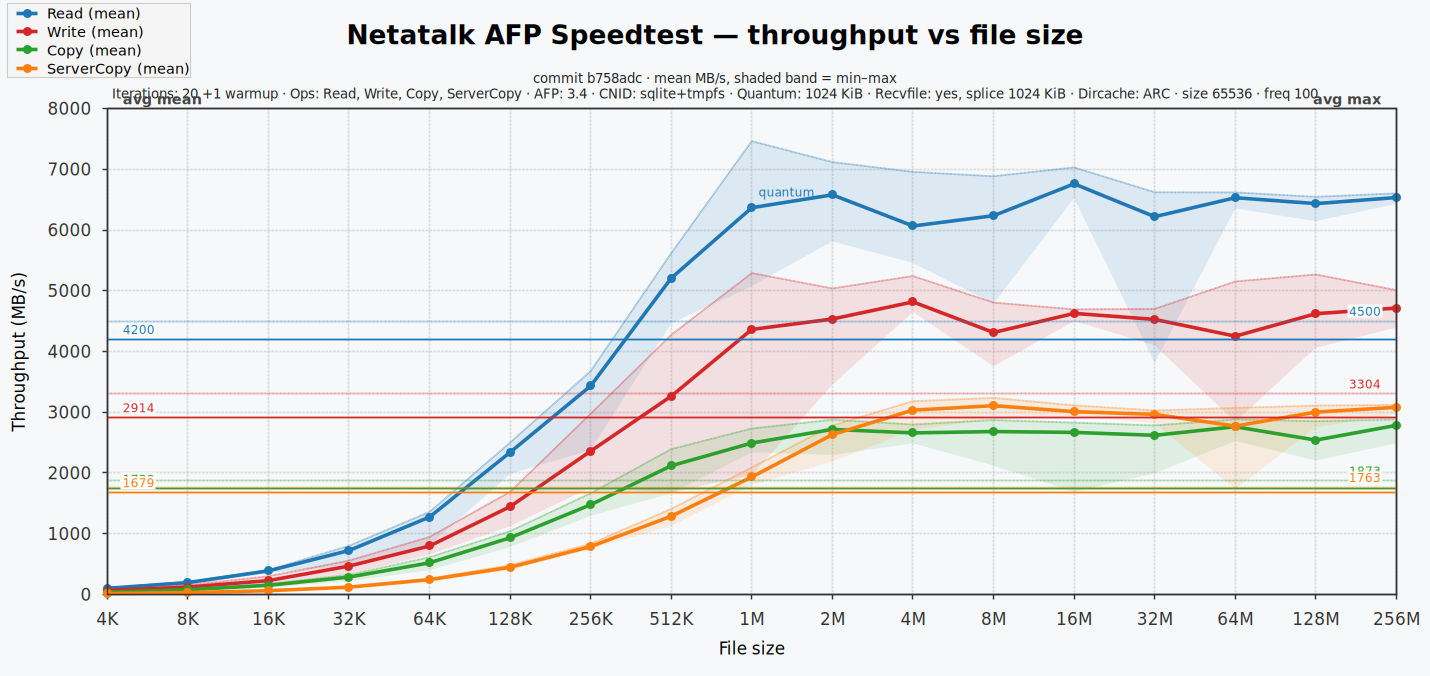 Read (mean)
Write (mean)
Copy (mean)
ServerCopy (mean)
Netatalk AFP Speedtest — throughput vs file size
commit b758adc · mean MB/s, shaded band = min–max
Iterations: 20 +1 warmup · Ops: Read, Write, Copy, ServerCopy · AFP: 3.4 · CNID: sqlite+tmpfs · Quantum: 1024 KiB · Recvfile: yes, splice 1024 KiB · Dircache: ARC · size 65536 · freq 100
avg mean
avg max
8000
7000
6000
5000
4000
3000
2000
1000
0
Throughput (MB/s)
quantum
4200
4500
2914
3304
1873
1679
1763
4K 8K 16K 32K 64K 128K 256K 512K 1M 2M 4M 8M 16M 32M 64M 128M 256M
File size